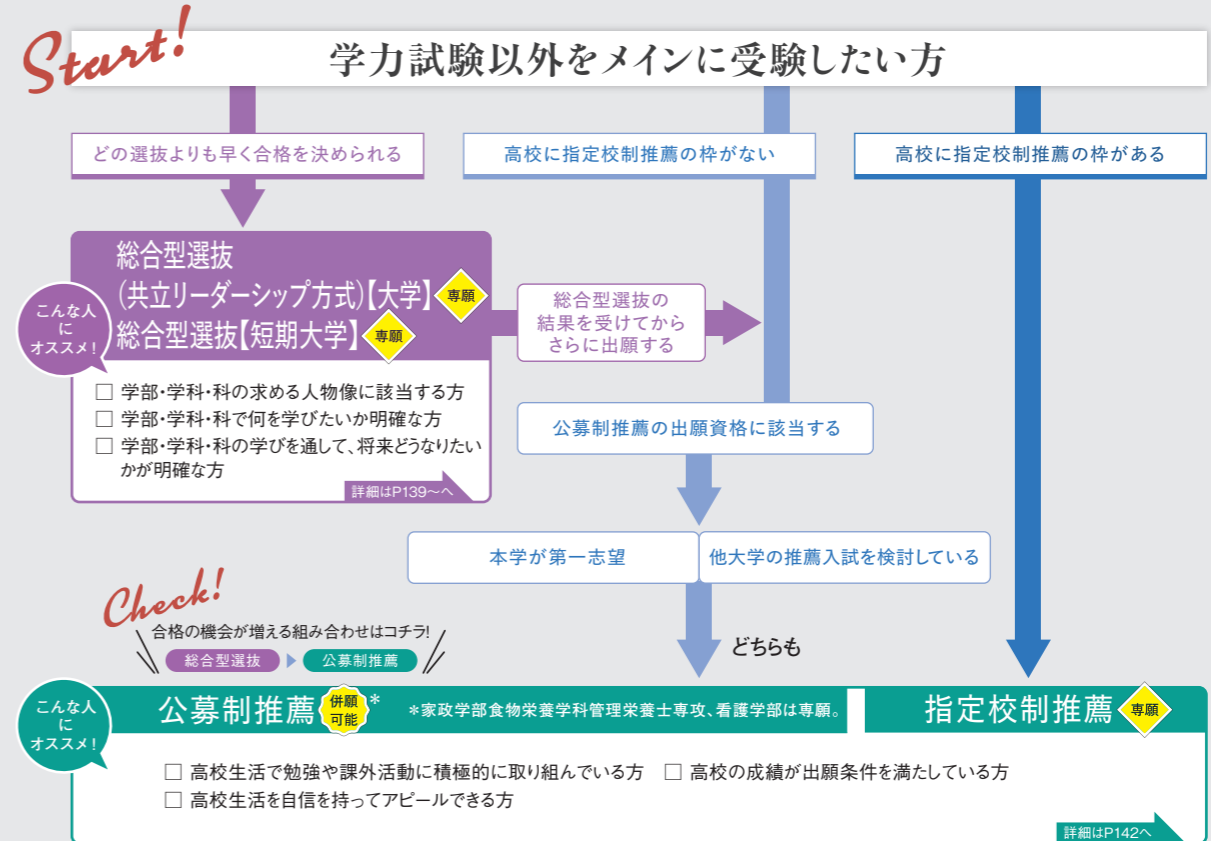 Start!
学力試験以外をメインに受験したい方
どの選抜よりも早く合格を決められる
高校に指定校制推薦の枠がない
高校に指定校制推薦の枠がある
こんな人
に
オススメ!
総合型選抜
(共立リーダーシップ方式)【大学】 専願
総合型選抜【短期大学】 専願
□ 学部・学科・科の求める人物像に該当する方
□ 学部・学科・科で何を学びたいか明確な方
□ 学部・学科・科の学びを通して、将来どうなりたい
かが明確な方
詳細はP139〜へ
総合型選抜の
結果を受けてから
さらに出願する
公募制推薦の出願資格に該当する
本学が第一志望
他大学の推薦入試を検討している
どちらも
Check!
合格の機会が増える組み合わせはコチラ!
総合型選抜 ▶ 公募制推薦
こんな人
に
オススメ!
公募制推薦 併願可能 *
*家政学部食物栄養学科管理栄養士専攻、看護学部は専願。
指定校制推薦 専願
□ 高校生活で勉強や課外活動に積極的に取り組んでいる方 □ 高校の成績が出願条件を満たしている方
□ 高校生活を自信を持ってアピールできる方
詳細はP142へ